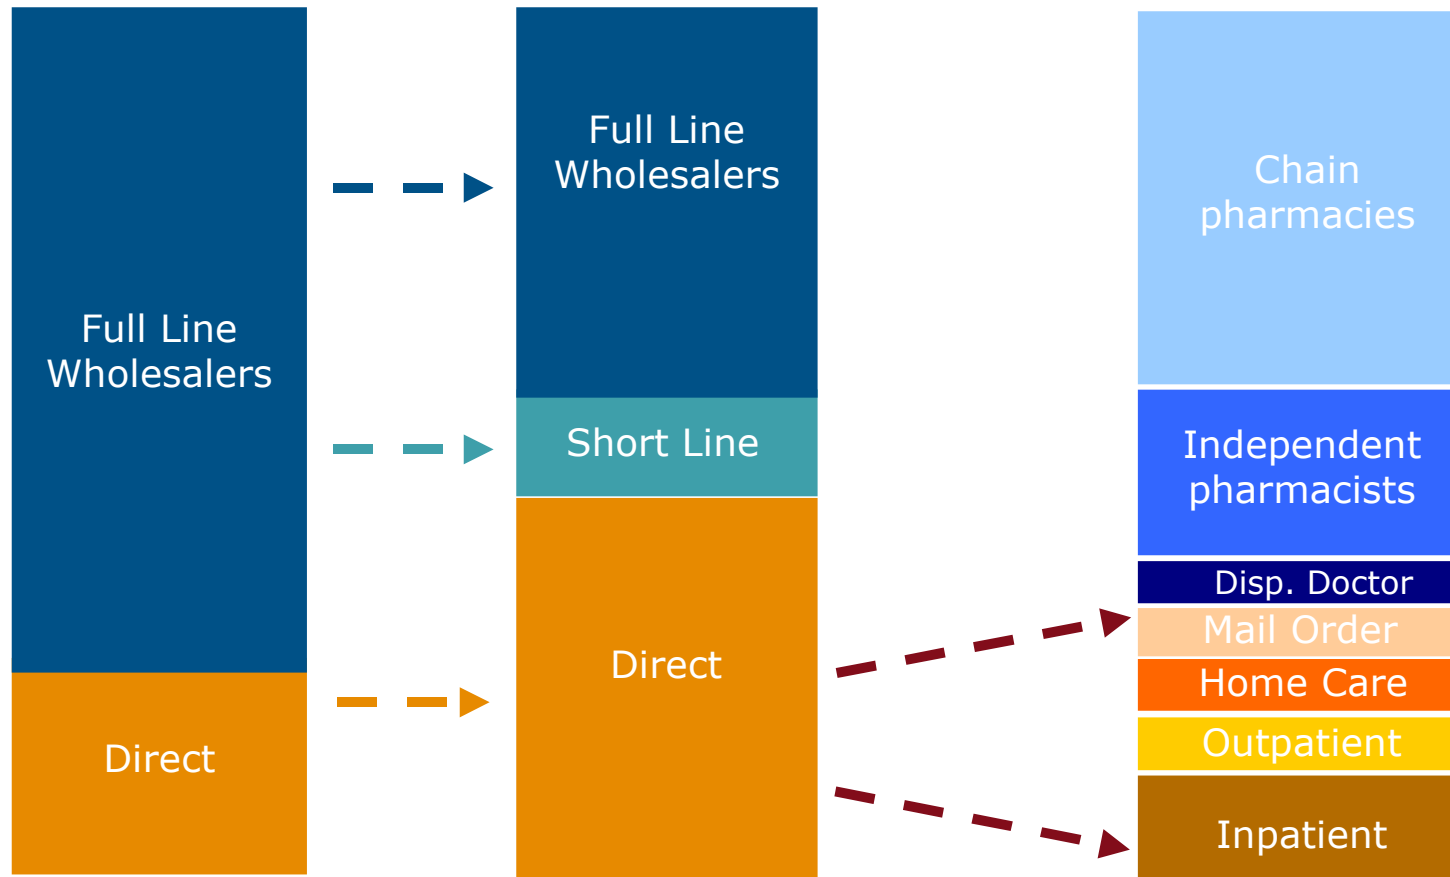 Full Line
Wholesalers
Direct
Full Line
Wholesalers
Short Line
Direct
Chain
pharmacies
Independent
pharmacists
Disp. Doctor
Mail Order
Home Care
Outpatient
Inpatient